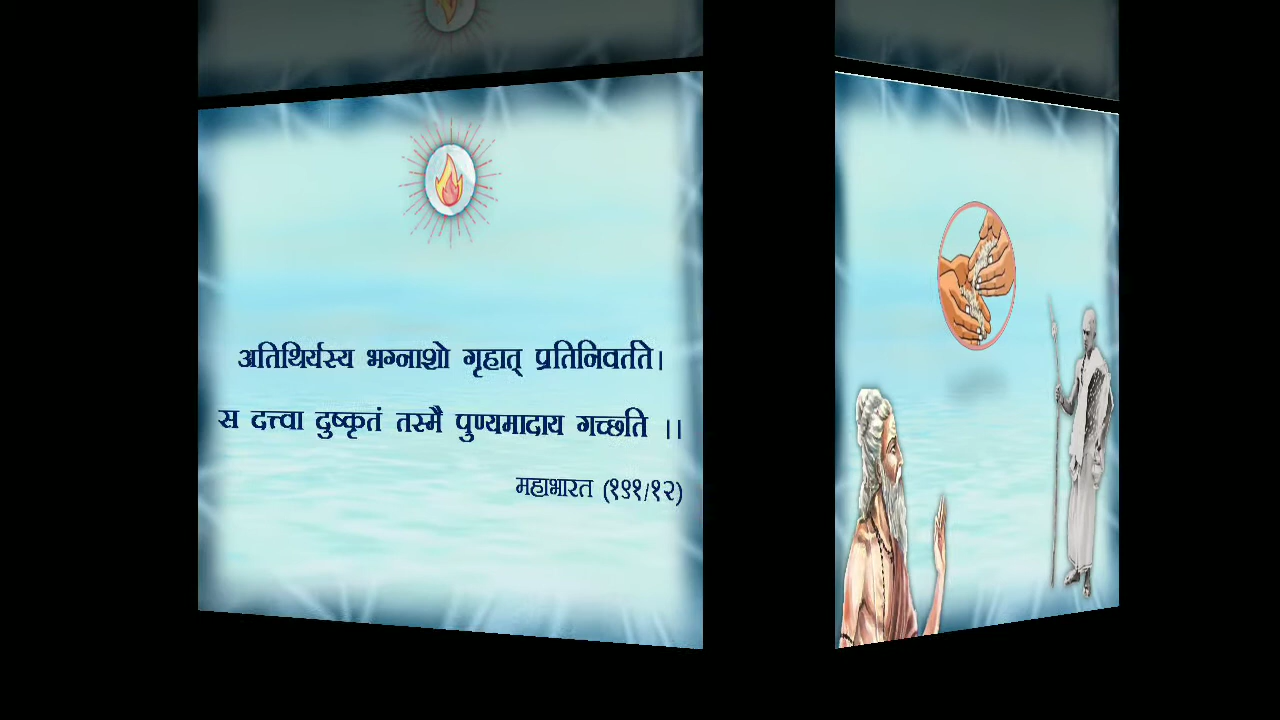 अतिथिर्यस्य भग्नाशो गृहात् प्रतिनिवर्तते।
स दत्त्वा दुष्कृतं तस्मै पुण्यमादाय गच्छति ।।
महाभारत (१९१/१२)